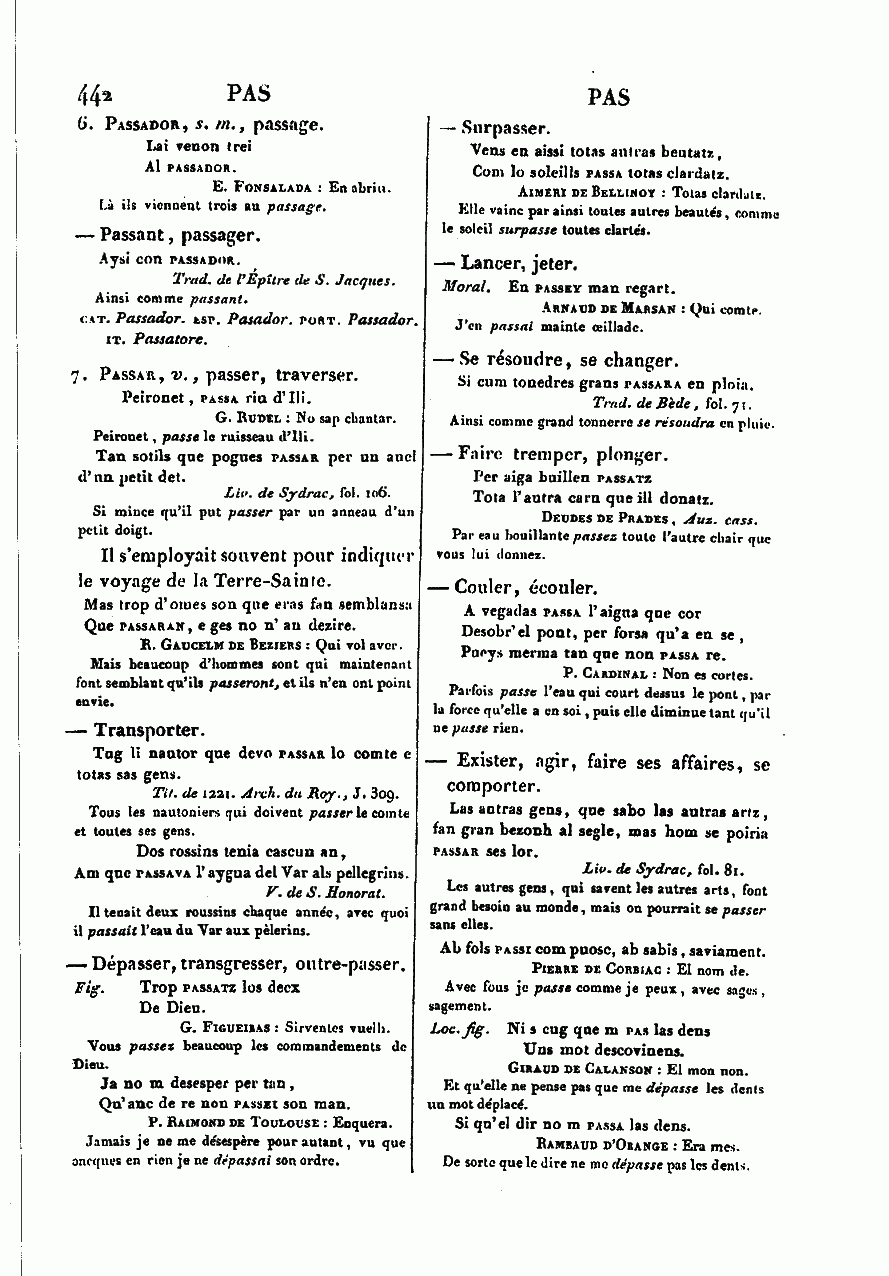 442 PAS
6. Passador, s. m., passage.
Lai venon trei
Al passador.
E. Fonsalada : En abriu.
Là ils viennent trois au passage.
— Passant, passager.
Aysi con passador.
Trad. de l'Épître de S. Jacques.
Ainsi comme passant.
cat. Passador. esp. Pasador. port. Passador.
it. Passatore.
7. Passar, v., passer, traverser.
Peironet, passa riu d'Ili.
G. Rudel : No sap chantar.
Peironet, passe le ruisseau d'Ili.
Tan sotils que pogues passar per un anel
d'un petit det.
Liv. de Sydrac, fol. 106.
Si mince qu'il put passer par un anneau d'un
petit doigt.
Il s'employait souvent pour indiquer
le voyage de la Terre-Sainte.
Mas trop d'omes son que eras fan semblansa
Que passaran, e ges no n' au dezire.
R. Gaucelm de Beziers : Qui vol aver.
Mais beaucoup d'hommes sont qui maintenant
font semblant qu'ils passeront, et ils n'en ont point
envie.
— Transporter.
Tug li nautor que devo passar lo comte e
totas sas gens.
Tit. de 1221. Arch. du Roy., J. 309.
Tous les nautoniers qui doivent passer le comte
et toutes ses gens.
Dos rossins tenia cascun an,
Am que passava l'aygua del Var als pellegrins.
V. de S. Honorat.
Il tenait deux roussins chaque année, avec quoi
il passait l'eau du Var aux pèlerins.
— Dépasser, transgresser, outre-passer.
Fig. Trop passatz los decx
De Dieu.
G. Figueiras : Sirventes vuelh.
Vous passez beaucoup les commandements de
Dieu.
Ja no m desesper per tan,
Qu'anc de re non passei son man.
P. Raimond de Toulouse : Enquera.
Jamais je ne me désespère pour autant, vu que
oncques en rien je ne dépassai son ordre.
PAS
— Surpasser.
Vens en aissi totas autras beutatz,
Com lo soleills passa totas clardatz.
Aimeri de Bellinoy : Totas clardatz.
Elle vainc par ainsi toutes autres beautés, comme
le soleil surpasse toutes clartés.
— Lancer, jeter.
Moral. En passey man regart.
Arnaud de Marsan : Qui comte.
J'en passai mainte œillade.
— Se résoudre, se changer.
Si cum tonedres grans passara en ploia.
Trad. de Bède, fol. 71.
Ainsi comme grand tonnerre se résoudra en pluie.
— Faire tremper, plonger.
Per aiga buillen passatz
Tota l'autra carn que ill donatz.
Deudes de Prades, Auz. cass.
Par eau bouillante passez toute l'autre chair que
vous lui donnez.
— Couler, écouler.
A vegadas passa l'aigua que cor
Desobr'el pont, per forsa qu'a en se,
Pueys merma tan que non passa re.
P. Cardinal : Non es cortes.
Parfois passe l'eau qui court dessus le pont, par
la force qu'elle a en soi, puis elle diminue tant qu'il
ne passe rien.
— Exister, agir, faire ses affaires, se
comporter.
Las autras gens, que sabo las autras artz,
fan gran bezonh al segle, mas hom se poiria
passar ses lor.
Liv. de Sydrac, fol. 81.
Les autres gens, qui savent les autres arts, font
grand besoin au monde, mais on pourrait se passer
sans elles.
Ab fols passi com puosc, ab sabis, saviament.
Pierre de Corbiac : El nom de.
Avec fous je passe comme je peux, avec sages,
sagement.
Loc. fig. Ni s cug que m pas las dens
Uns mot descovinens.
Giraud de Calanson : El mon non.
Et qu'elle ne pense pas que me dépasse les dents
un mot déplacé.
Si qu'el dir no m passa las dens.
Rambaud d'Orange : Era mes.
De sorte que le dire ne me dépasse pas les dents.